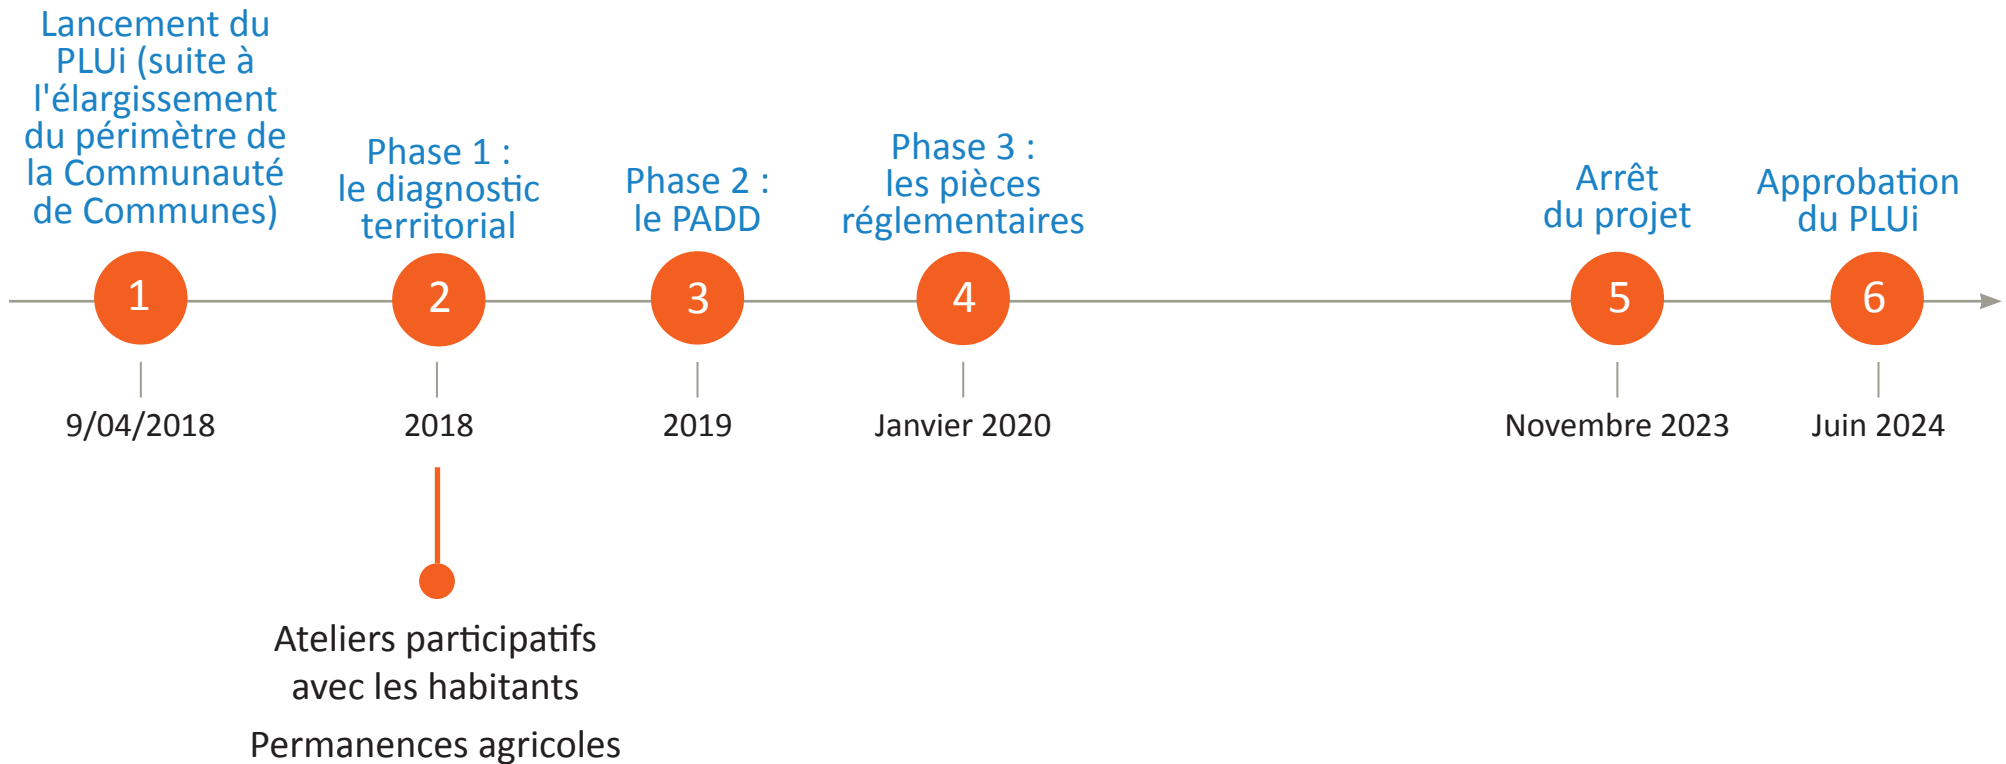 Lancement du
PLUi (suite à
l'élargissement
du périmètre de
la Communauté
de Communes)
Phase 1 :
le diagnostic
territorial
Phase 2 :
le PADD
Phase 3 :
les pièces
réglementaires
Arrêt
du projet
Approbation
du PLUi
1
2
3
4
5
6
9/04/2018
2018
2019
Janvier 2020
Novembre 2023
Juin 2024
Ateliers participatifs
avec les habitants
Permanences agricoles